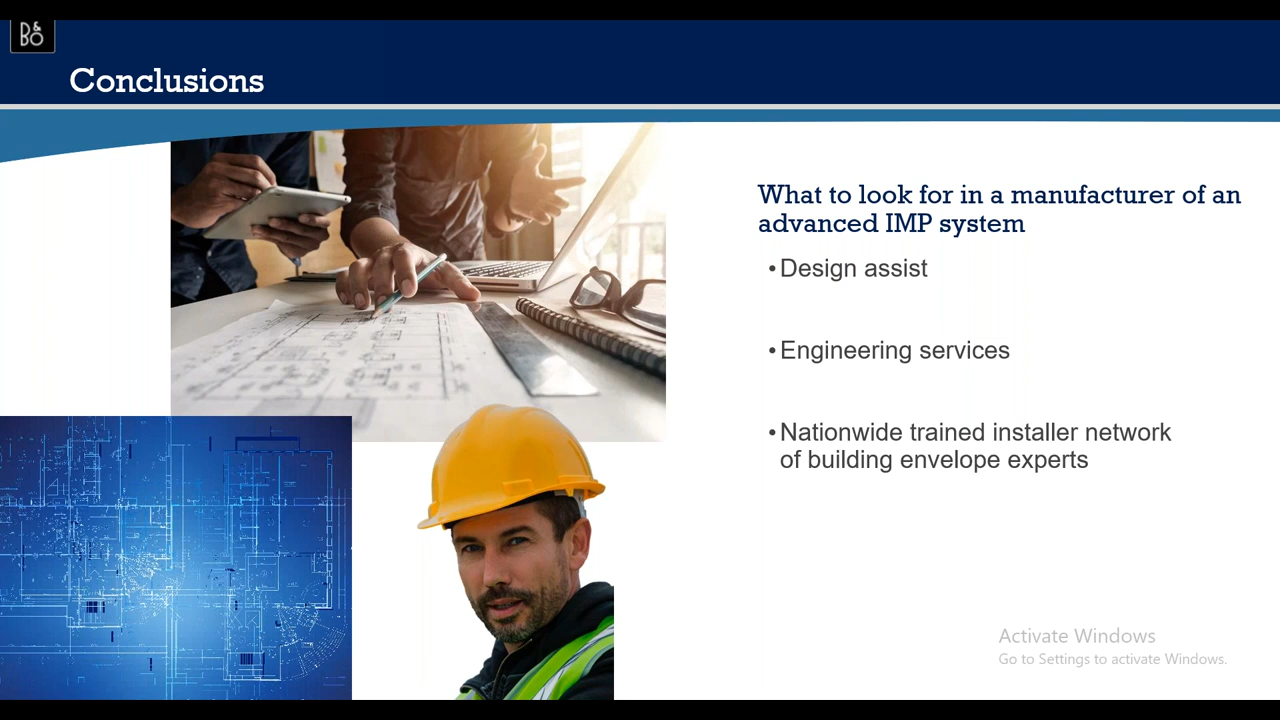 B&O
Conclusions
What to look for in a manufacturer of an
advanced IMP system
•Design assist
•Engineering services
•Nationwide trained installer network
of building envelope experts
Activate Windows
Go to Settings to activate Windows.